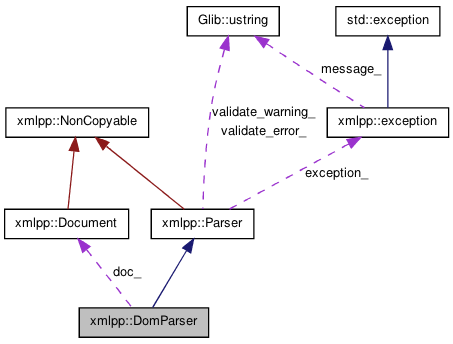 Glib::ustring
std::exception
message_
validate_warning_
validate_error_
xmlpp::NonCopyable
xmlpp::exception
exception_
xmlpp::Document
xmlpp::Parser
doc_
xmlpp::DomParser